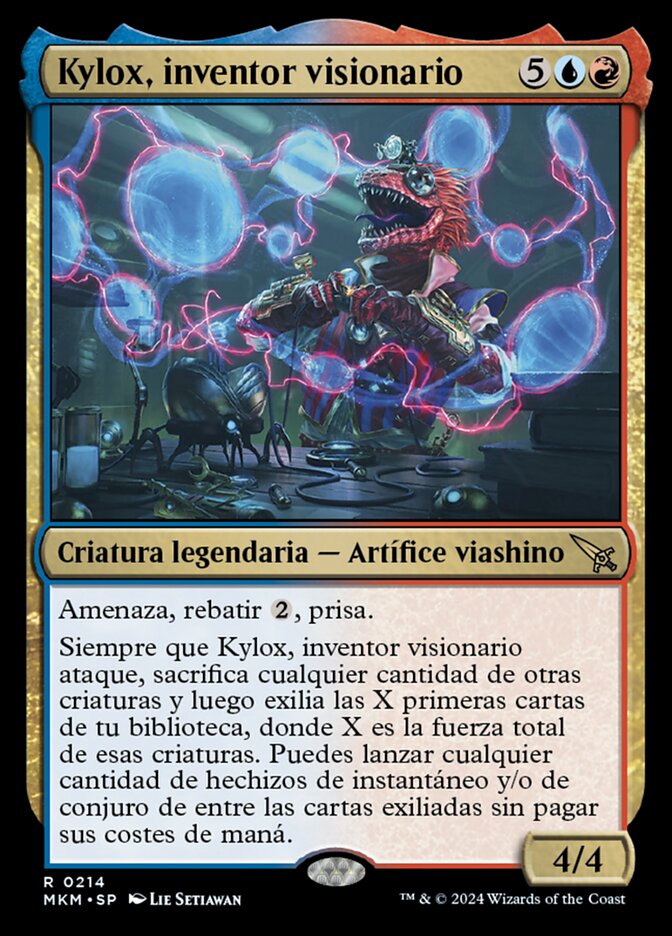 Kylox, inventor visionario 5
Criatura legendaria — Artífice viashino
Amenaza, rebatir 2, prisa.
Siempre que Kylox, inventor visionario
ataque, sacrifica cualquier cantidad de otras
criaturas y luego exilia las X primeras cartas
de tu biblioteca, donde X es la fuerza total
de esas criaturas. Puedes lanzar cualquier
cantidad de hechizos de instantáneo y/o de
conjuro de entre las cartas exiliadas sin pagar
sus costes de maná.
4/4
R 0214
MKM • SP Lie Setiawan
™ & © 2024 Wizards of the Coast